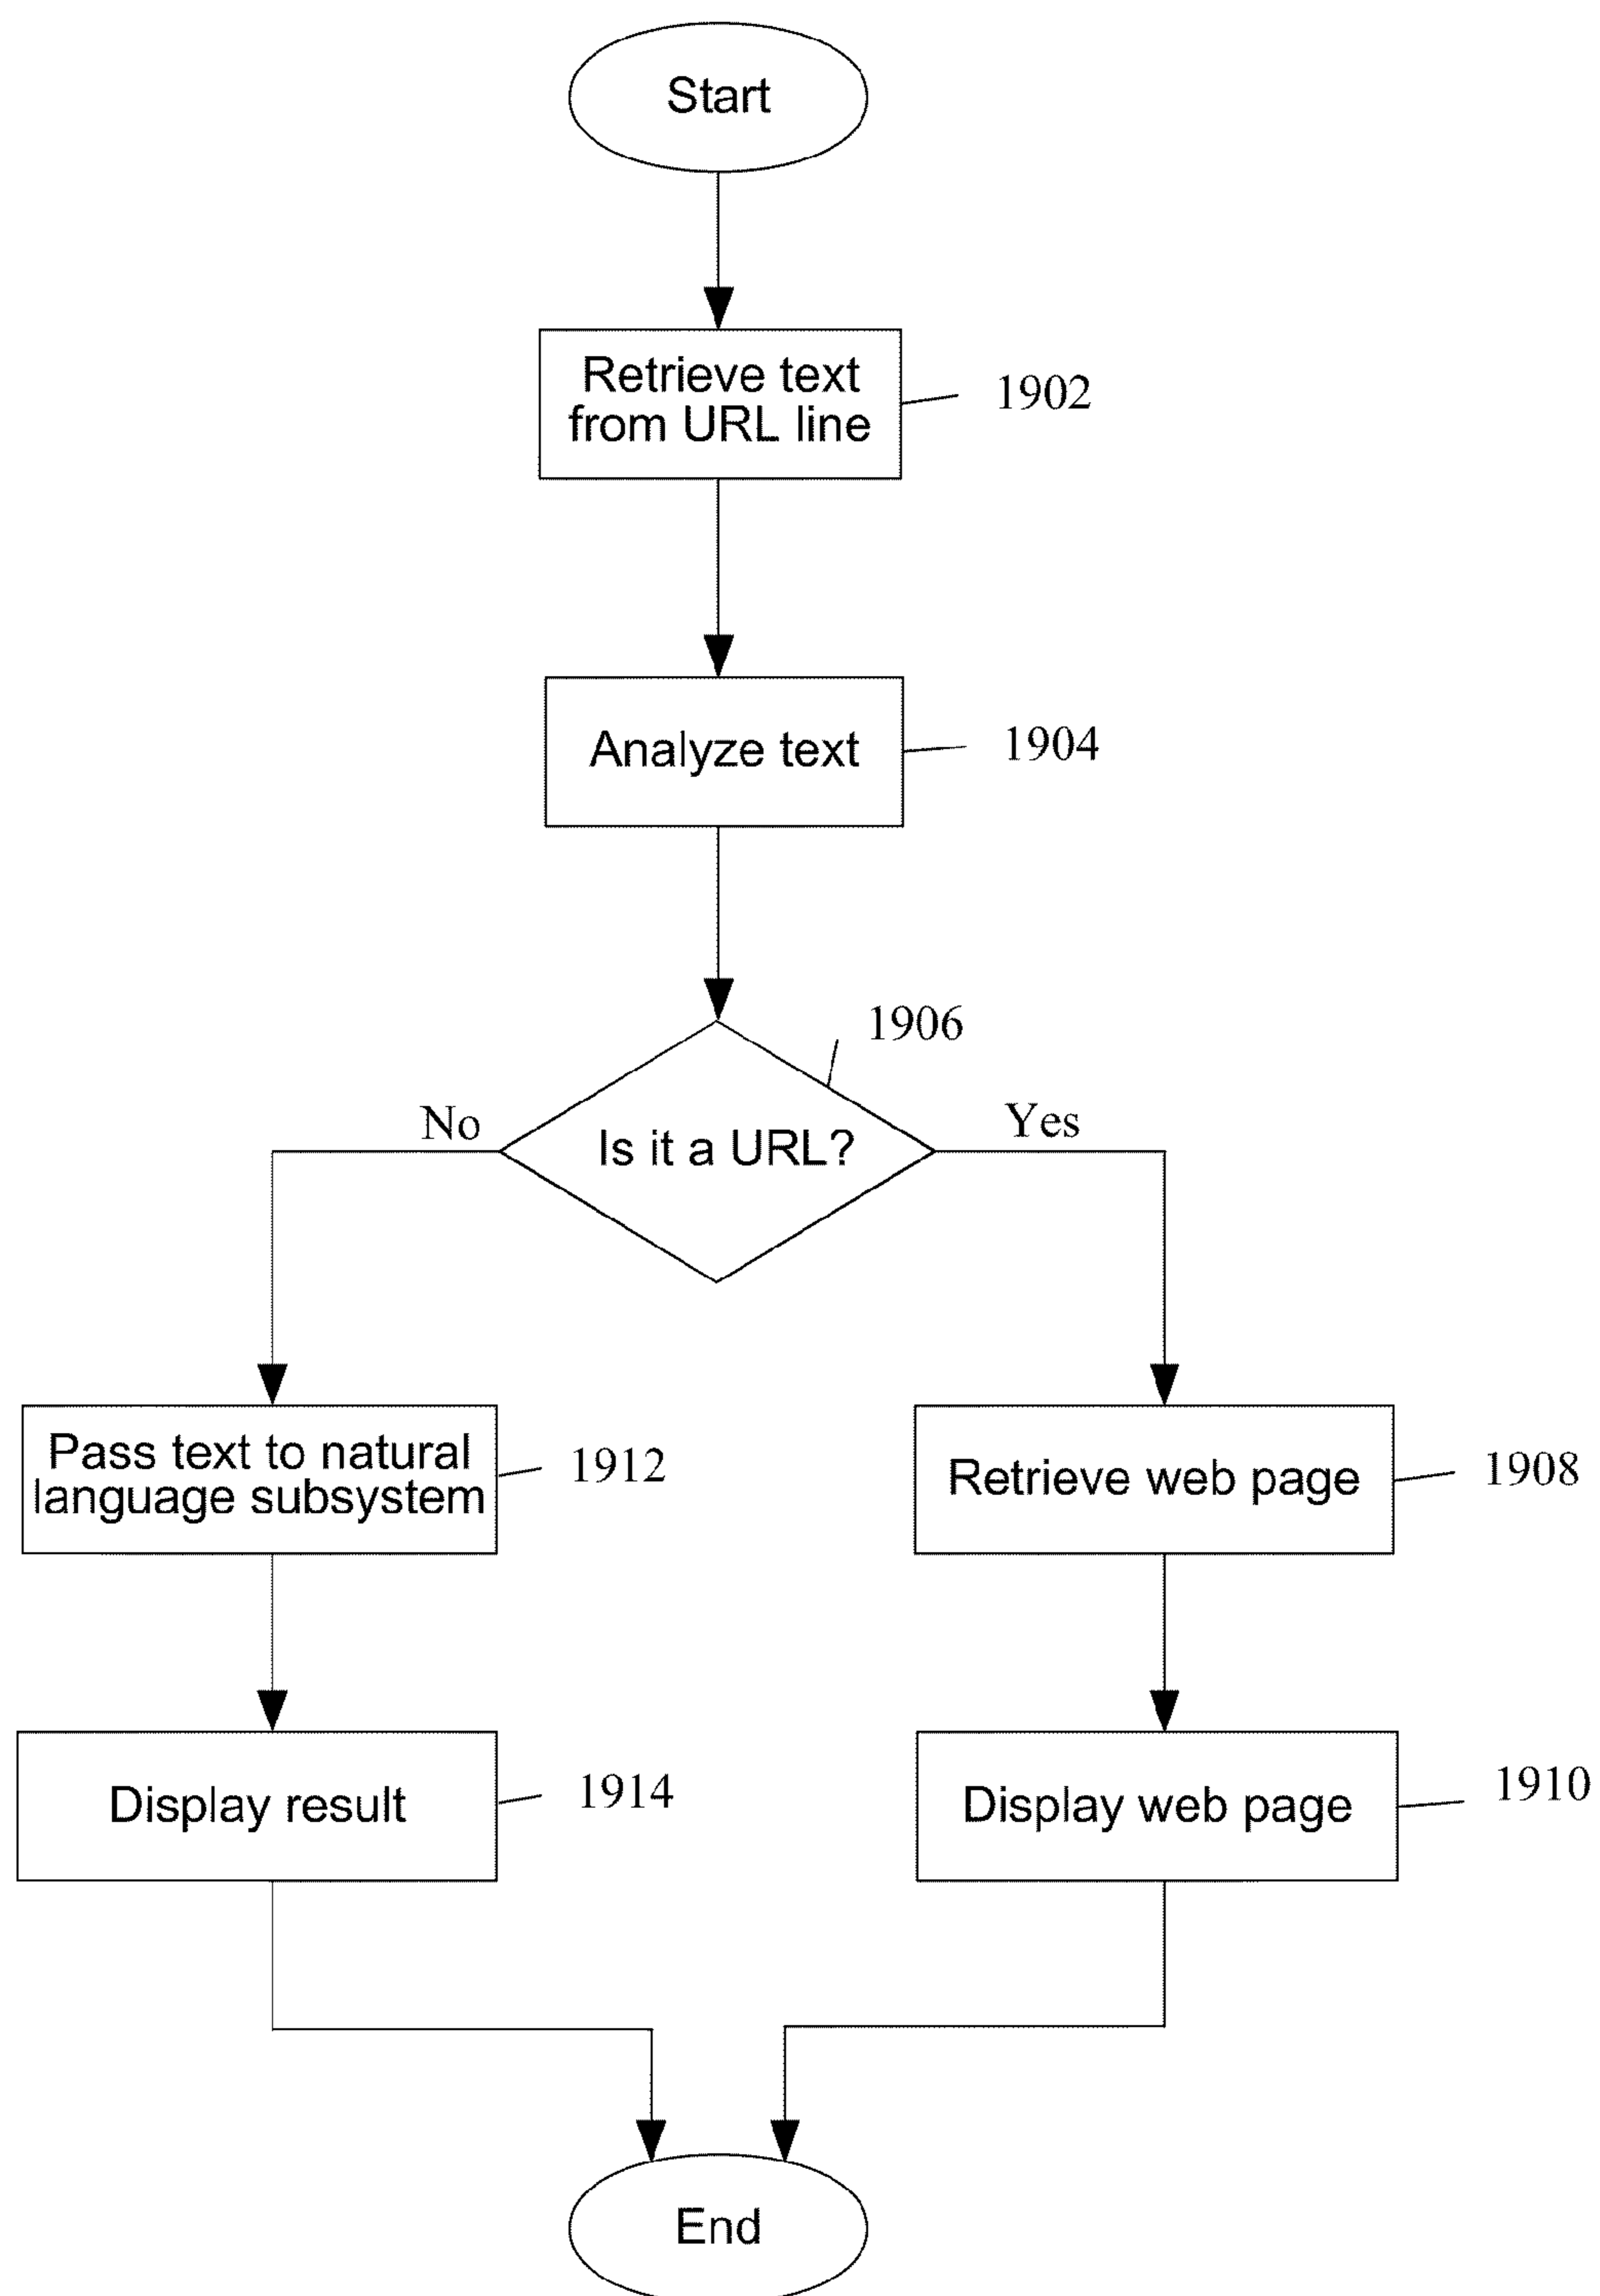 Start
Retrieve text
from URL line
1902
Analyze text
1904
1906
No
Is it a URL?
Yes
Pass text to natural
language subsystem
1912
Retrieve web page
1908
Display result
1914
Display web page
1910
End